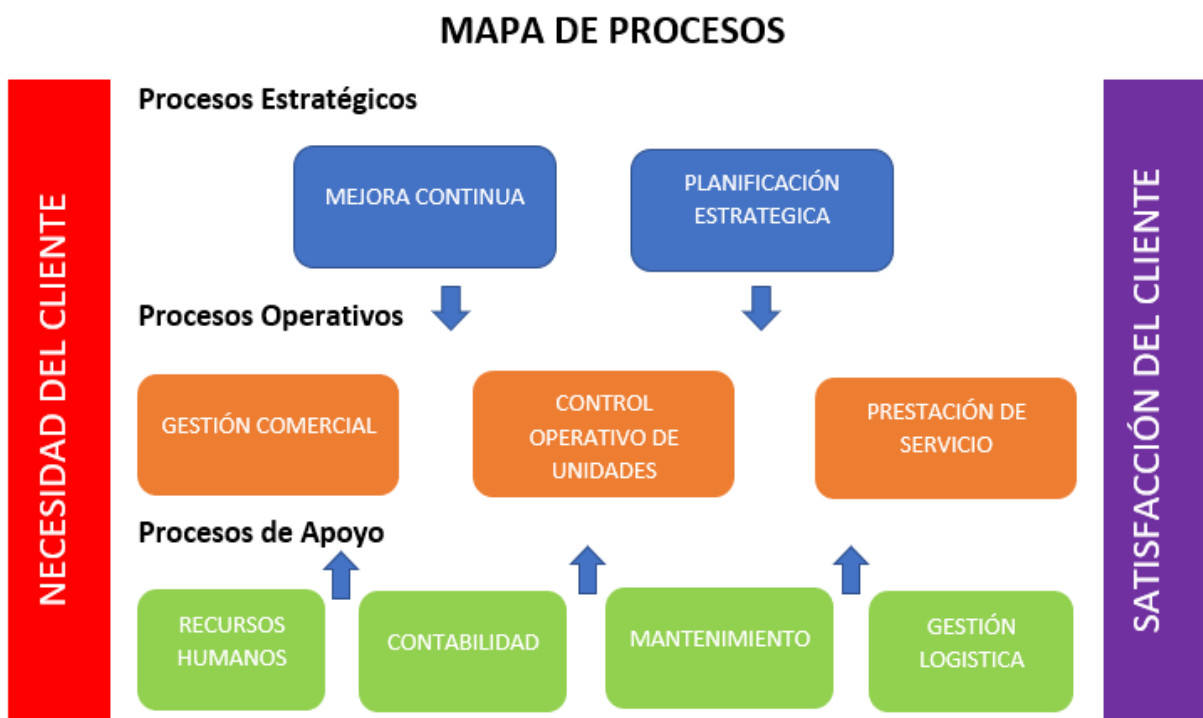 MAPA DE PROCESOS
NECESIDAD DEL CLIENTE
Procesos Estratégicos
MEJORA CONTINUA
PLANIFICACIÓN
ESTRATEGICA
Procesos Operativos
GESTIÓN COMERCIAL
CONTROL
OPERATIVO DE
UNIDADES
PRESTACIÓN DE
SERVICIO
Procesos de Apoyo
RECURSOS
HUMANOS
CONTABILIDAD
MANTENIMIENTO
GESTIÓN
LOGISTICA
SATISFACCIÓN DEL CLIENTE